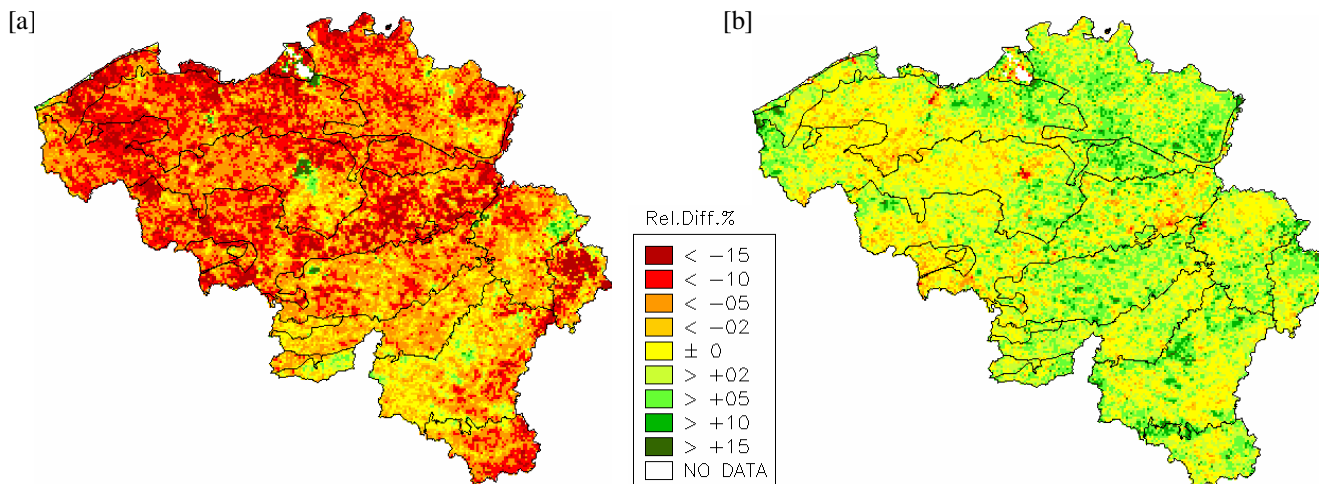 [a]
[b]
Rel.Diff.%
< -15
< -10
< -05
< -02
± 0
> +02
> +05
> +10
> +15
NO DATA